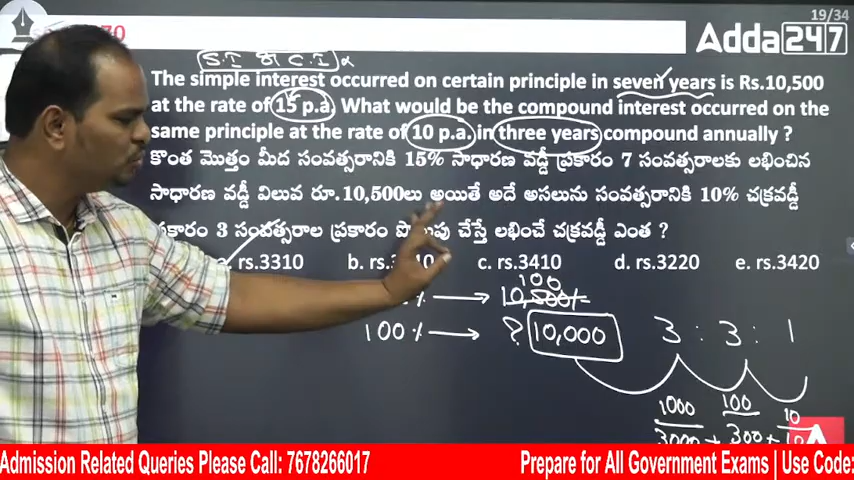 19/34
70
Adda247
S.I & C.I
The simple interest occurred on certain principle in seven years is Rs.10,500
at the rate of 15 p.a. What would be the compound interest occurred on the
same principle at the rate of 10 p.a. in three years compound annually ?
కొంత మొత్తం మీద సంవత్సరానికి 15% సాధారణ వడ్డీ ప్రకారం 7 సంవత్సరాలకు లభించిన
సాధారణ వడ్డీ విలువ రూ.10,500లు అయితే అదే అసలును సంవత్సరానికి 10% చక్రవడ్డీ
ప్రకారం 3 సంవత్సరాల ప్రకారం చేస్తే లభించే చక్రవడ్డీ ఎంత ?
a. rs.3310 b. rs. 10 c. rs.3410 d. rs.3220 e. rs.3420
100
% → 10,500/-
100% → ? 10,000 3 : 3 : 1
1000 100 10
3000 + 300 + 10
Admission Related Queries Please Call: 7678266017
Prepare for All Government Exams | Use Code: